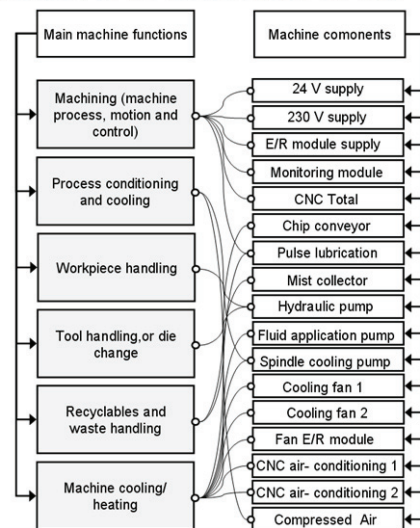 Main machine functions
Machine comonents
Machining (machine
process, motion and
control)
Process conditioning
and cooling
Workpiece handling
Tool handling,or die
change
Recyclables and
waste handling
Machine cooling/
heating
24 V supply
230 V supply
E/R module supply
Monitoring module
CNC Total
Chip conveyor
Pulse lubrication
Mist collector
Hydraulic pump
Fluid application pump
Spindle cooling pump
Cooling fan 1
Cooling fan 2
Fan E/R module
CNC air- conditioning 1
CNC air- conditioning 2
Compressed Air